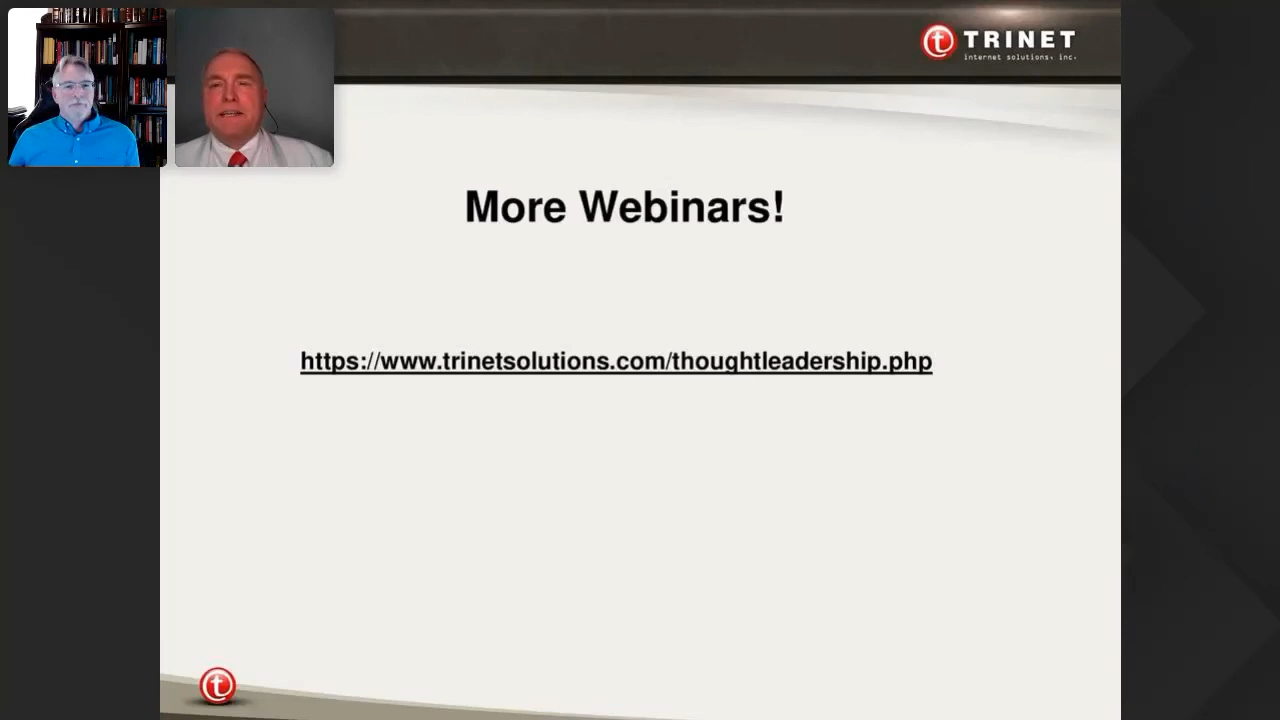 TRINET
internet solutions, inc.
More Webinars!
https://www.trinetsolutions.com/thoughtleadership.php